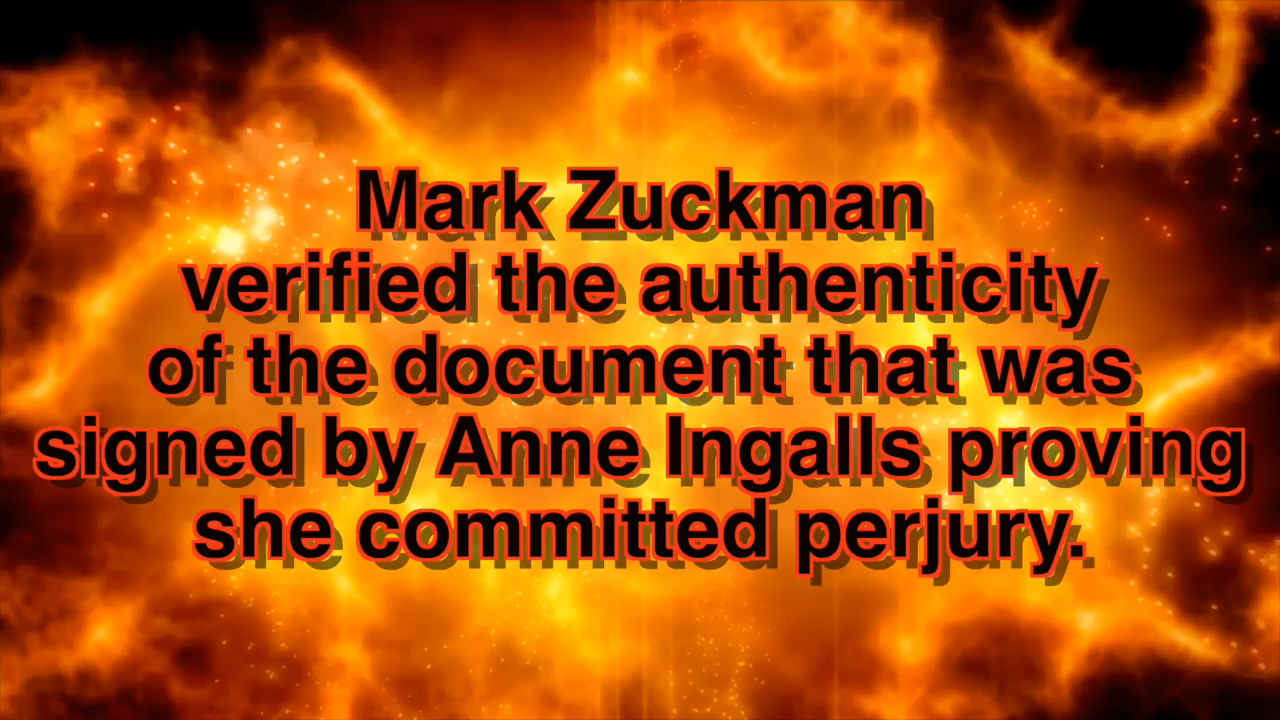 Mark Zuckman
verified the authenticity
of the document that was
signed by Anne Ingalls proving
she committed perjury.